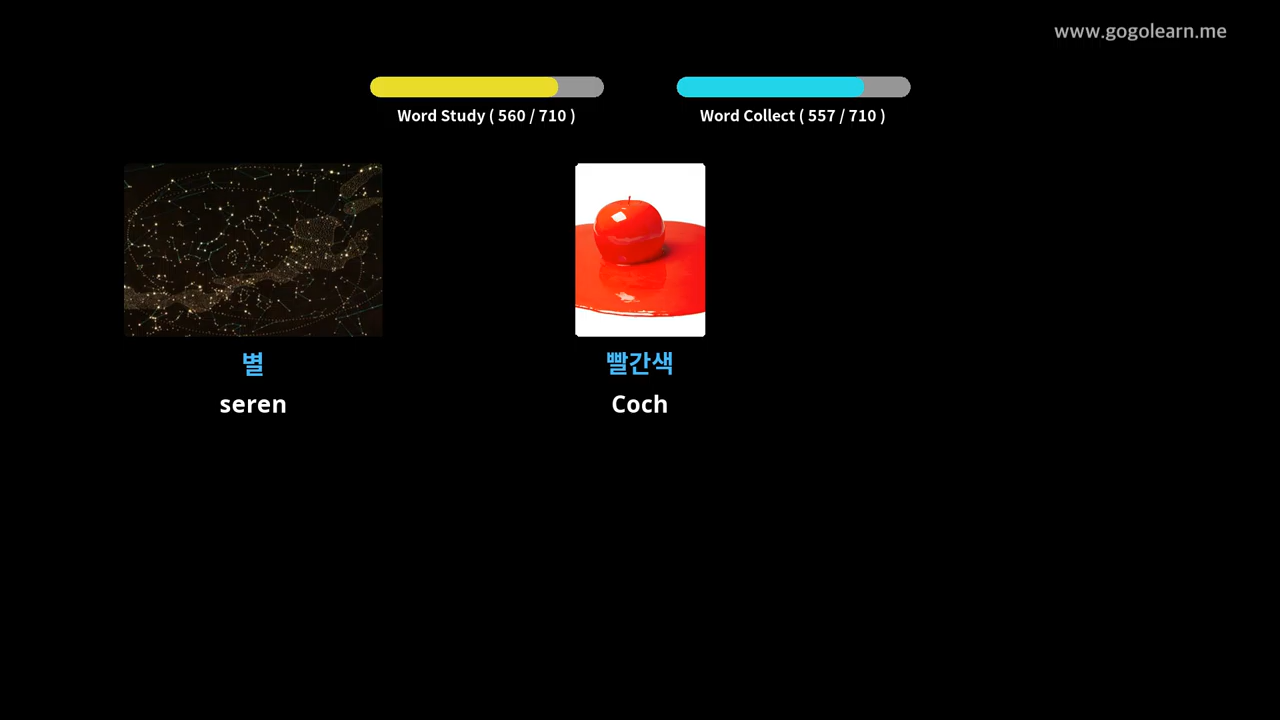 www.gogolearn.me
Word Study ( 560 / 710 )
Word Collect ( 557 / 710 )
별
seren
빨간색
Coch